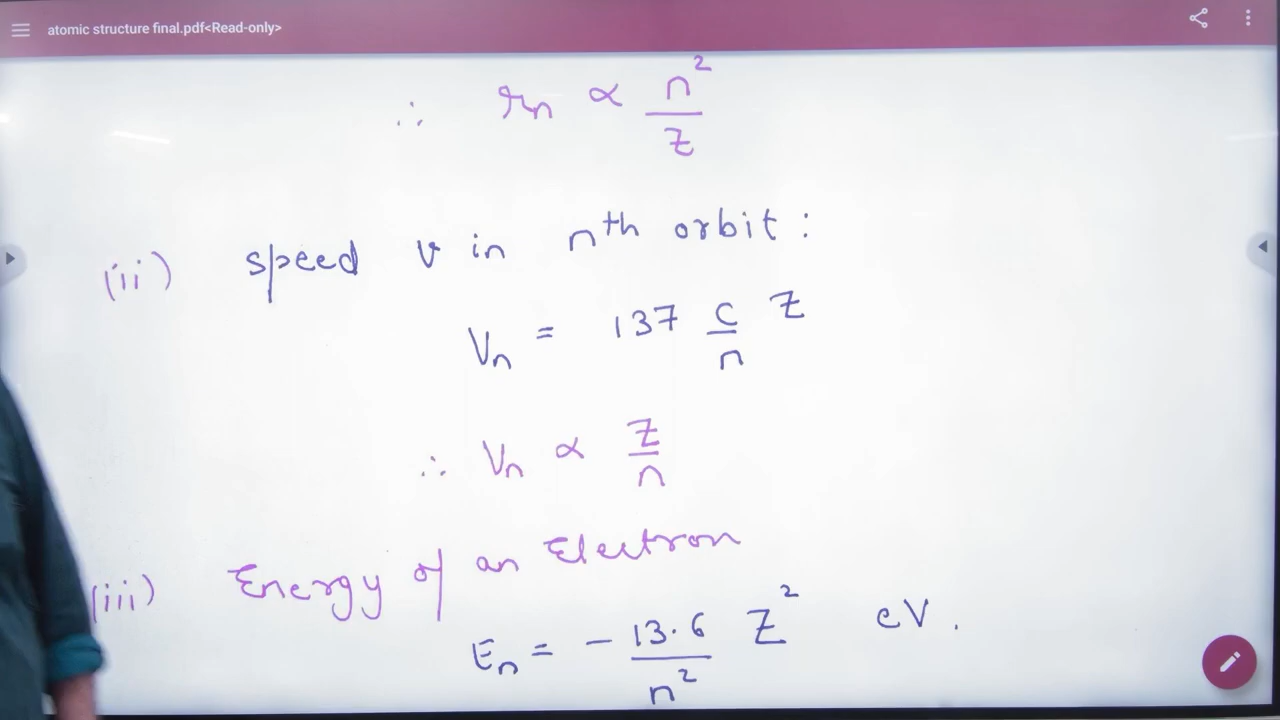 atomic structure final.pdf<Read-only>
∴ rn ∝ n²/Z
(ii) speed v in nth orbit :
Vn = 137 c/n Z
∴ Vn ∝ Z/n
(iii) Energy of an Electron
En = - 13.6/n² Z² eV.